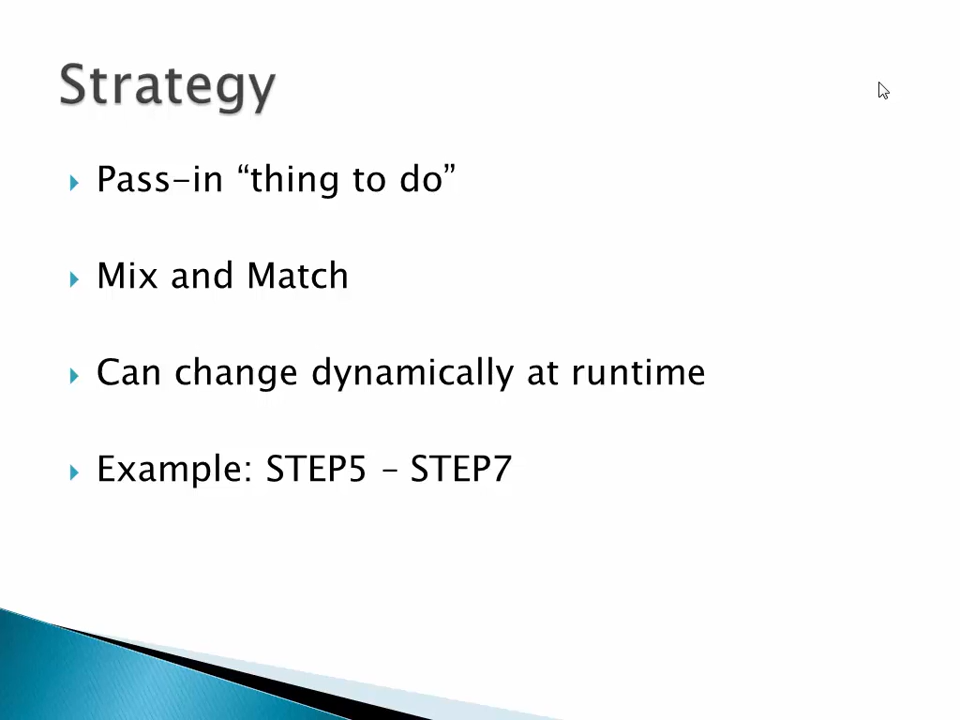 Strategy
Pass-in “thing to do”
Mix and Match
Can change dynamically at runtime
Example: STEP5 – STEP7